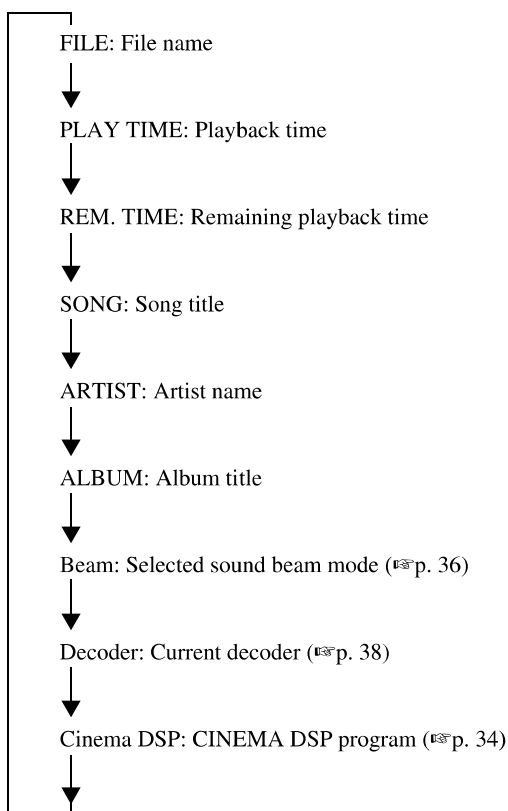 FILE: File name
PLAY TIME: Playback time
REM. TIME: Remaining playback time
SONG: Song title
ARTIST: Artist name
ALBUM: Album title
Beam: Selected sound beam mode (☞p. 36)
Decoder: Current decoder (☞p. 38)
Cinema DSP: CINEMA DSP program (☞p. 34)